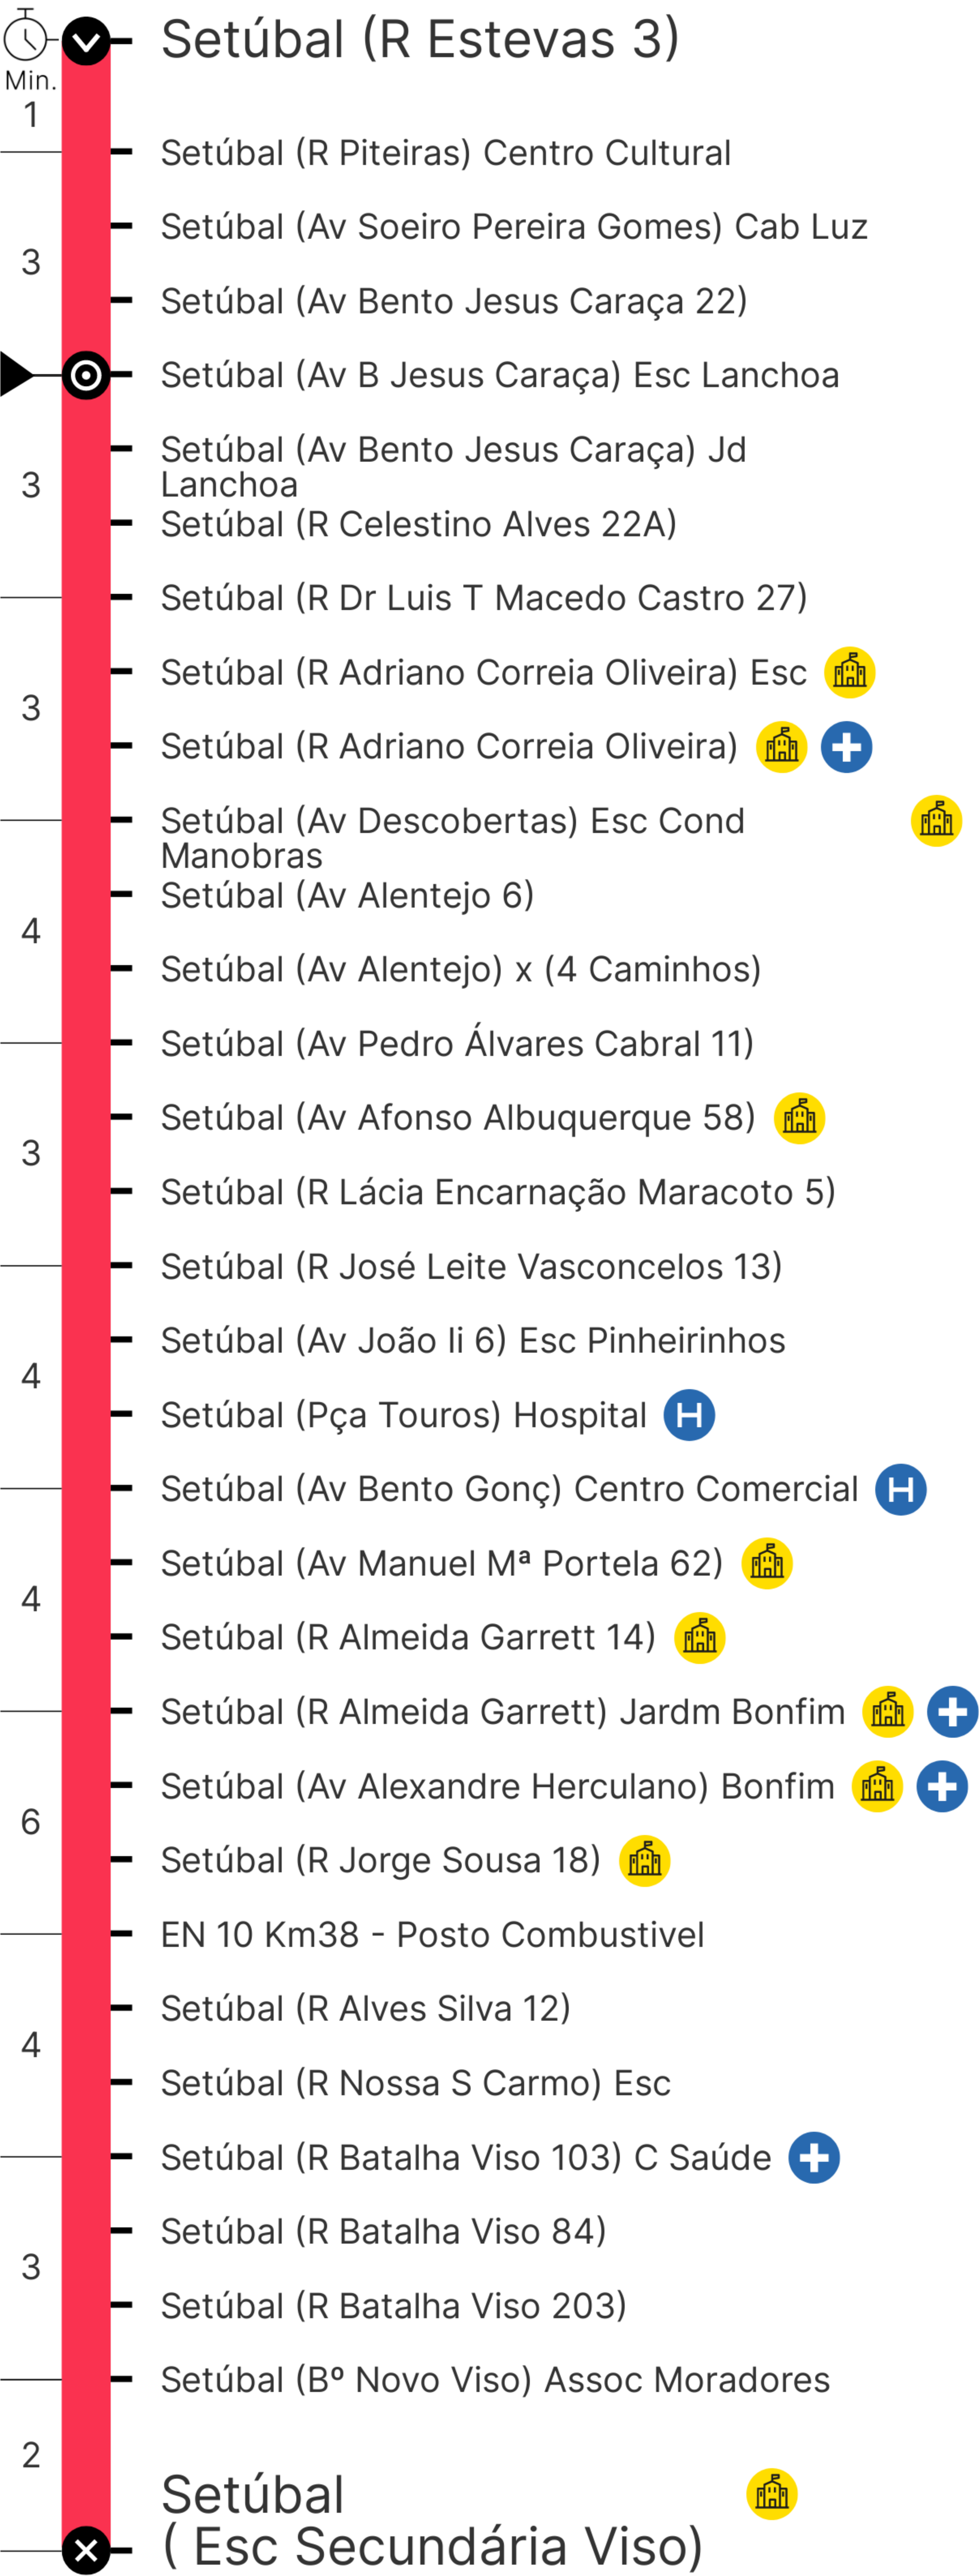 Setúbal (R Estevas 3)
Min.
1
Setúbal (R Piteiras) Centro Cultural
Setúbal (Av Soeiro Pereira Gomes) Cab Luz
3
Setúbal (Av Bento Jesus Caraça 22)
Setúbal (Av B Jesus Caraça) Esc Lanchoa
Setúbal (Av Bento Jesus Caraça) Jd
Lanchoa
3
Setúbal (R Celestino Alves 22A)
Setúbal (R Dr Luis T Macedo Castro 27)
Setúbal (R Adriano Correia Oliveira) Esc
3
Setúbal (R Adriano Correia Oliveira)
Setúbal (Av Descobertas) Esc Cond
Manobras
Setúbal (Av Alentejo 6)
4
Setúbal (Av Alentejo) x (4 Caminhos)
Setúbal (Av Pedro Álvares Cabral 11)
Setúbal (Av Afonso Albuquerque 58)
3
Setúbal (R Lácia Encarnação Maracoto 5)
Setúbal (R José Leite Vasconcelos 13)
Setúbal (Av João Ii 6) Esc Pinheirinhos
4
Setúbal (Pça Touros) Hospital H
Setúbal (Av Bento Gonç) Centro Comercial H
Setúbal (Av Manuel Mª Portela 62)
4
Setúbal (R Almeida Garrett 14)
Setúbal (R Almeida Garrett) Jardm Bonfim
Setúbal (Av Alexandre Herculano) Bonfim
6
Setúbal (R Jorge Sousa 18)
EN 10 Km38 - Posto Combustivel
Setúbal (R Alves Silva 12)
4
Setúbal (R Nossa S Carmo) Esc
Setúbal (R Batalha Viso 103) C Saúde
Setúbal (R Batalha Viso 84)
3
Setúbal (R Batalha Viso 203)
Setúbal (Bº Novo Viso) Assoc Moradores
2
Setúbal
( Esc Secundária Viso)